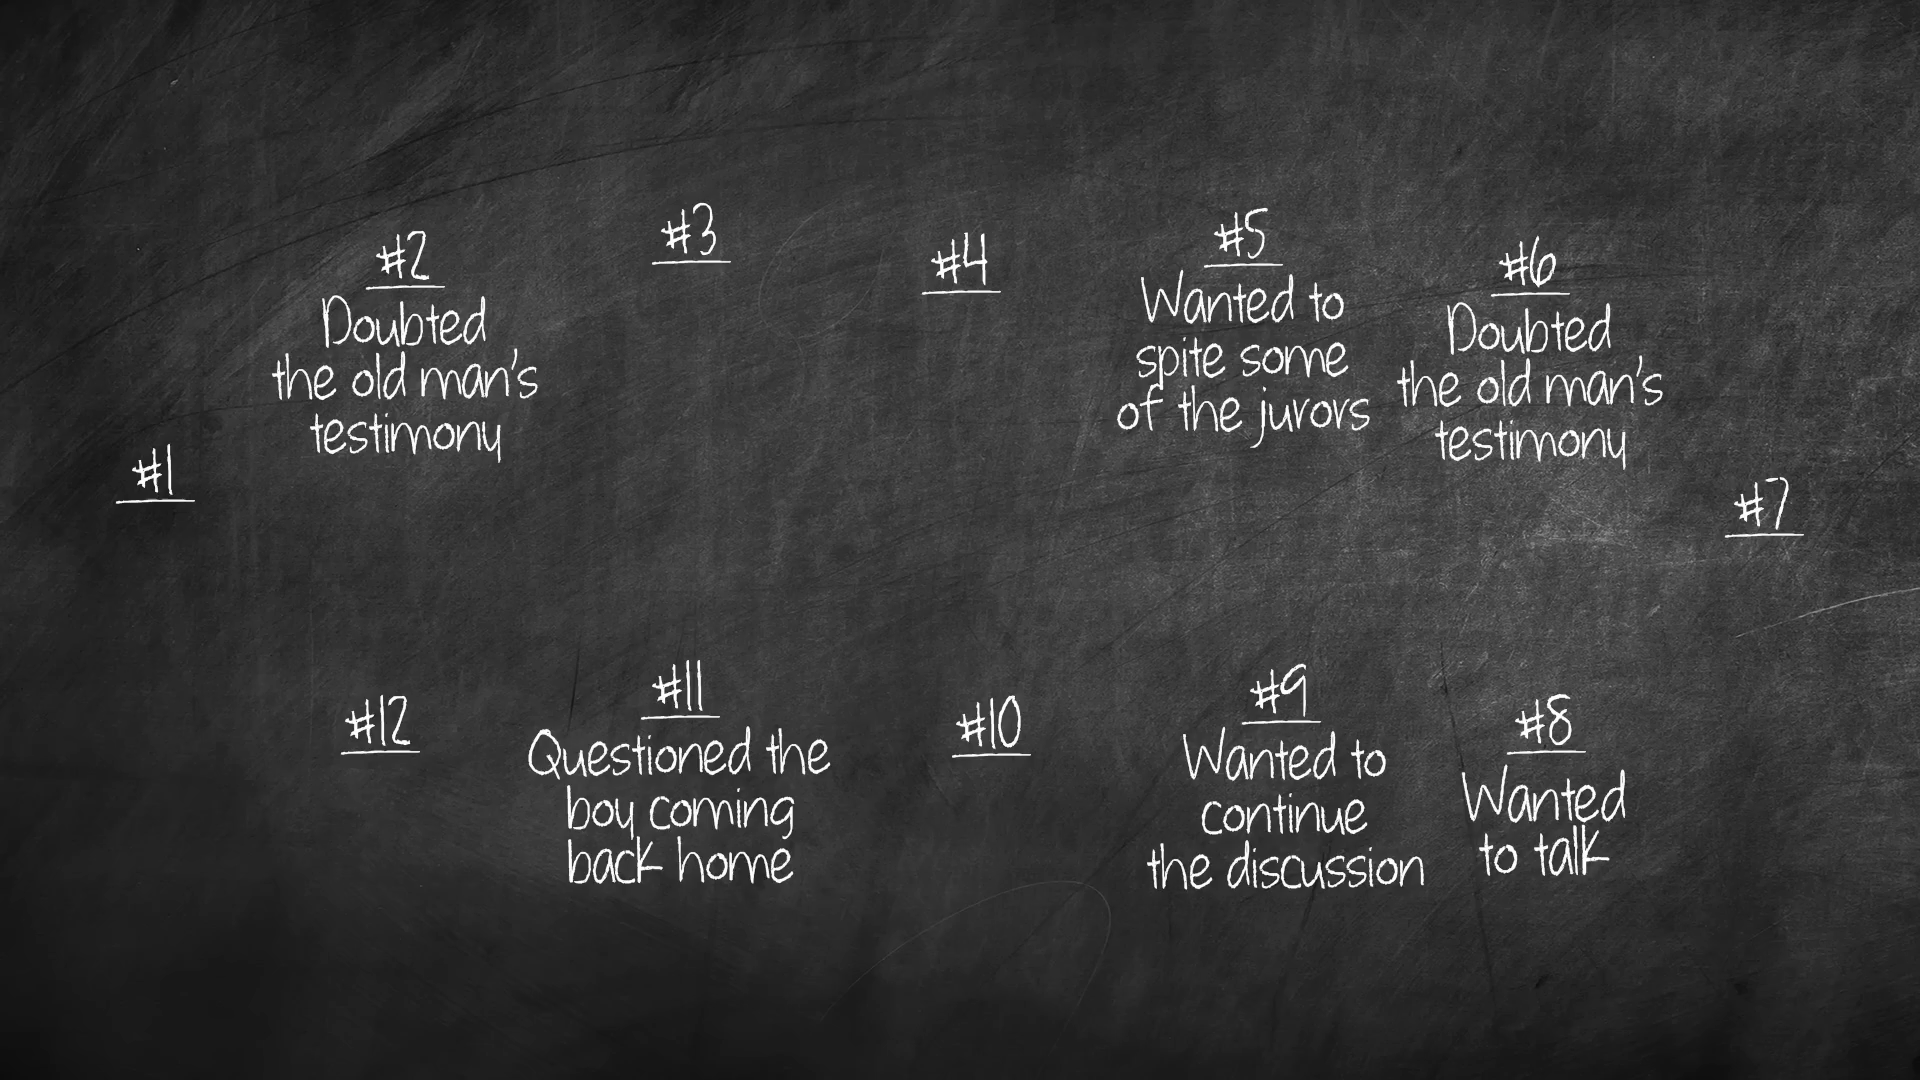 #1
#2
Doubted
the old man's
testimony
#3
#4
#5
Wanted to
spite some
of the jurors
#6
Doubted
the old man's
testimony
#7
#12
#11
Questioned the
boy coming
back home
#10
#9
Wanted to
continue
the discussion
#8
Wanted
to talk